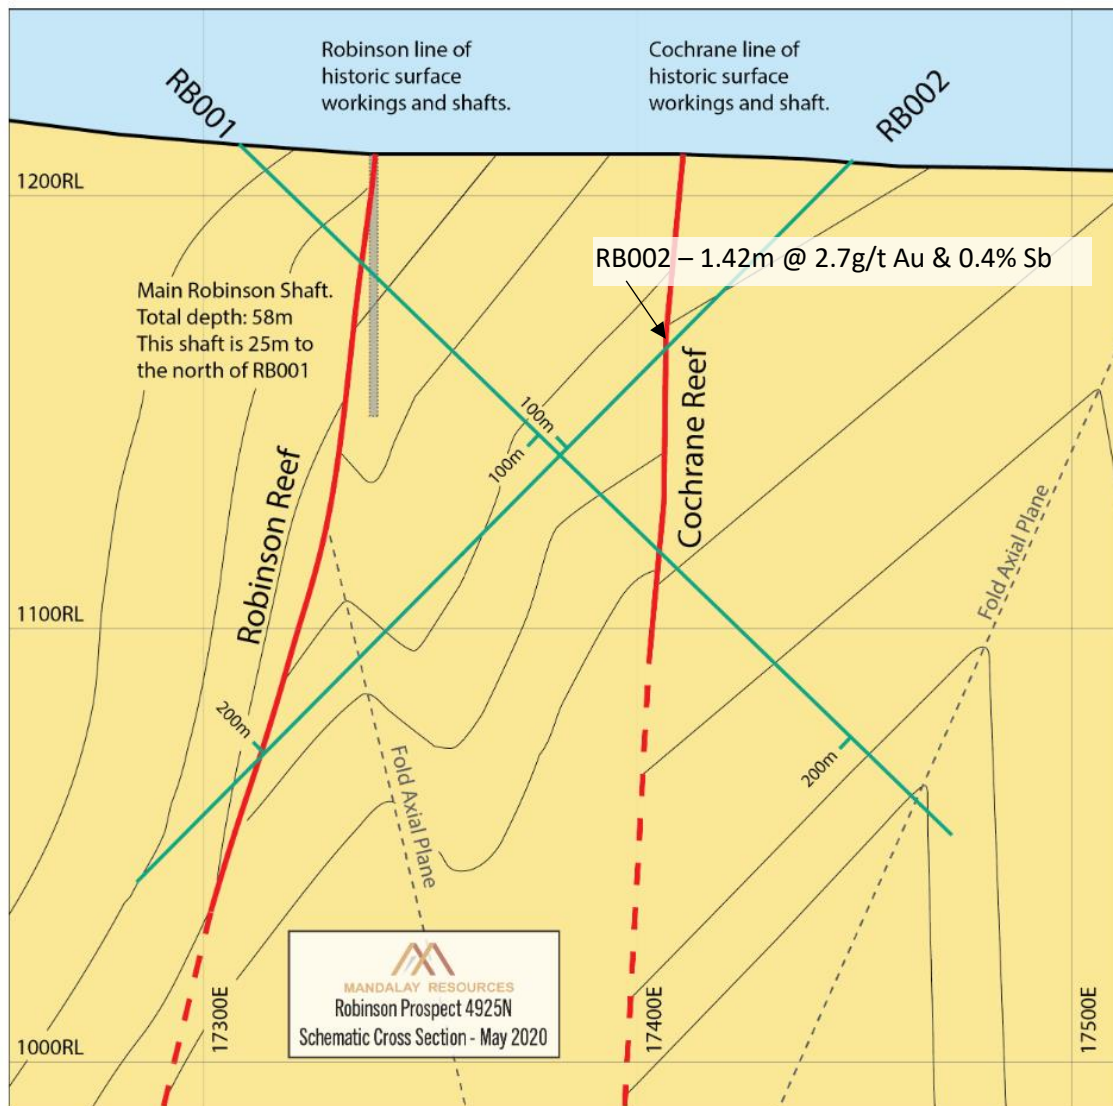 Robinson line of
historic surface
workings and shafts.
Cochrane line of
historic surface
workings and shaft.
RB001
RB002
1200RL
RB002 – 1.42m @ 2.7g/t Au & 0.4% Sb
Main Robinson Shaft.
Total depth: 58m
This shaft is 25m to
the north of RB001
100m
100m
Cochrane Reef
Robinson Reef
Fold Axial Plane
1100RL
200m
200m
Fold Axial Plane
MANDALAY RESOURCES
Robinson Prospect 4925N
Schematic Cross Section - May 2020
17300E
17400E
17500E
1000RL